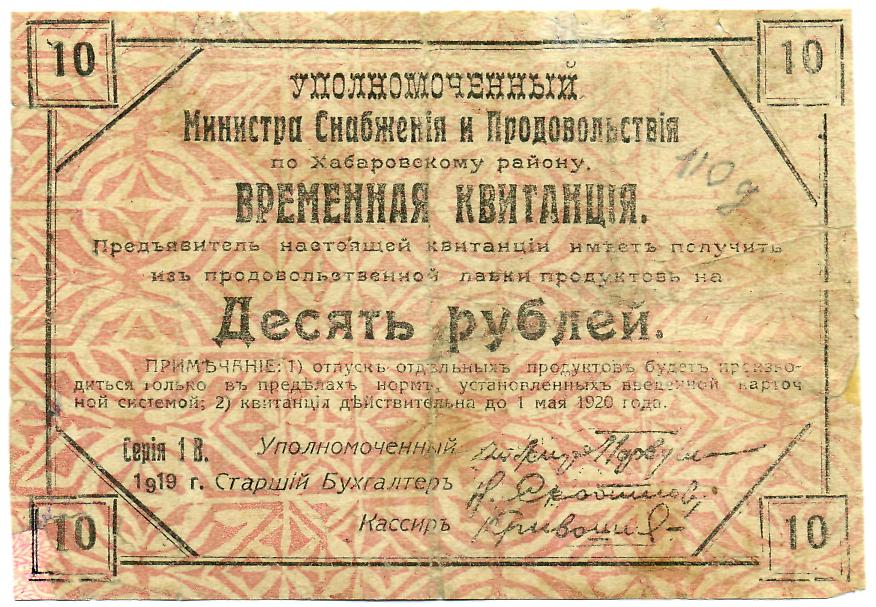 10 10
УПОЛНОМОЧЕННЫЙ
Министра Снабженія и Продовольствія
по Хабаровскому району.
110
ВРЕМЕННАЯ КВИТАНЦІЯ.
Предъявитель настоящей квитанціи имѣетъ получить
изъ продовольственной лавки продуктовъ на
Десять рублей.
ПРИМѢЧАНІЕ: 1) отпускъ отдѣльныхъ продуктовъ будетъ произво-
диться только въ предѣлахъ нормъ, установленныхъ введенной карточ
ной системой; 2) квитанція дѣйствительна до 1 мая 1920 года.
Серія 1 В. Уполномоченный
1919 г. Старшій Бухгалтеръ
Кассиръ
10 10